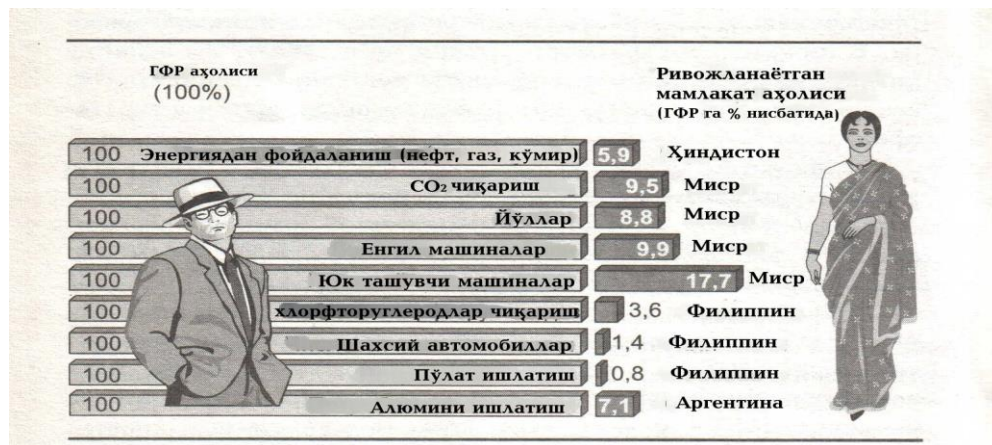 ГФР аҳолиси
(100%)
Ривожланаётган
мамлакат аҳолиси
(ГФР га % нисбатида)
100 Энергиядан фойдаланиш (нефт, газ, кўмир) 5,9 Ҳиндистон
100 СО₂ чиқариш 9,5 Миср
100 Йўллар 8,8 Миср
100 Енгил машиналар 9,9 Миср
100 Юк ташувчи машиналар 17,7 Миср
100 хлорфторуглеродлар чиқариш 3,6 Филиппин
100 Шахсий автомобиллар 1,4 Филиппин
100 Пўлат ишлатиш 0,8 Филиппин
100 Алюмини ишлатиш 7,1 Аргентина